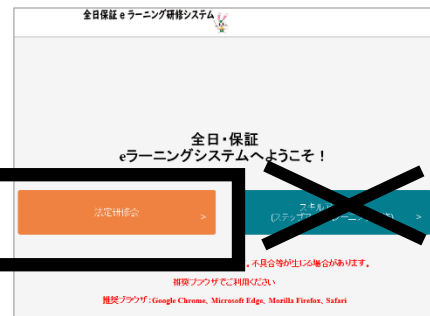 全日保証 e ラーニング研修システム
全日・保証
eラーニングシステムへようこそ！
法定研修会 >
>
不具合等が生じる場合があります。
推奨ブラウザでご利用ください
推奨ブラウザ：Google Chrome、Microsoft Edge、Mozilla Firefox、Safari